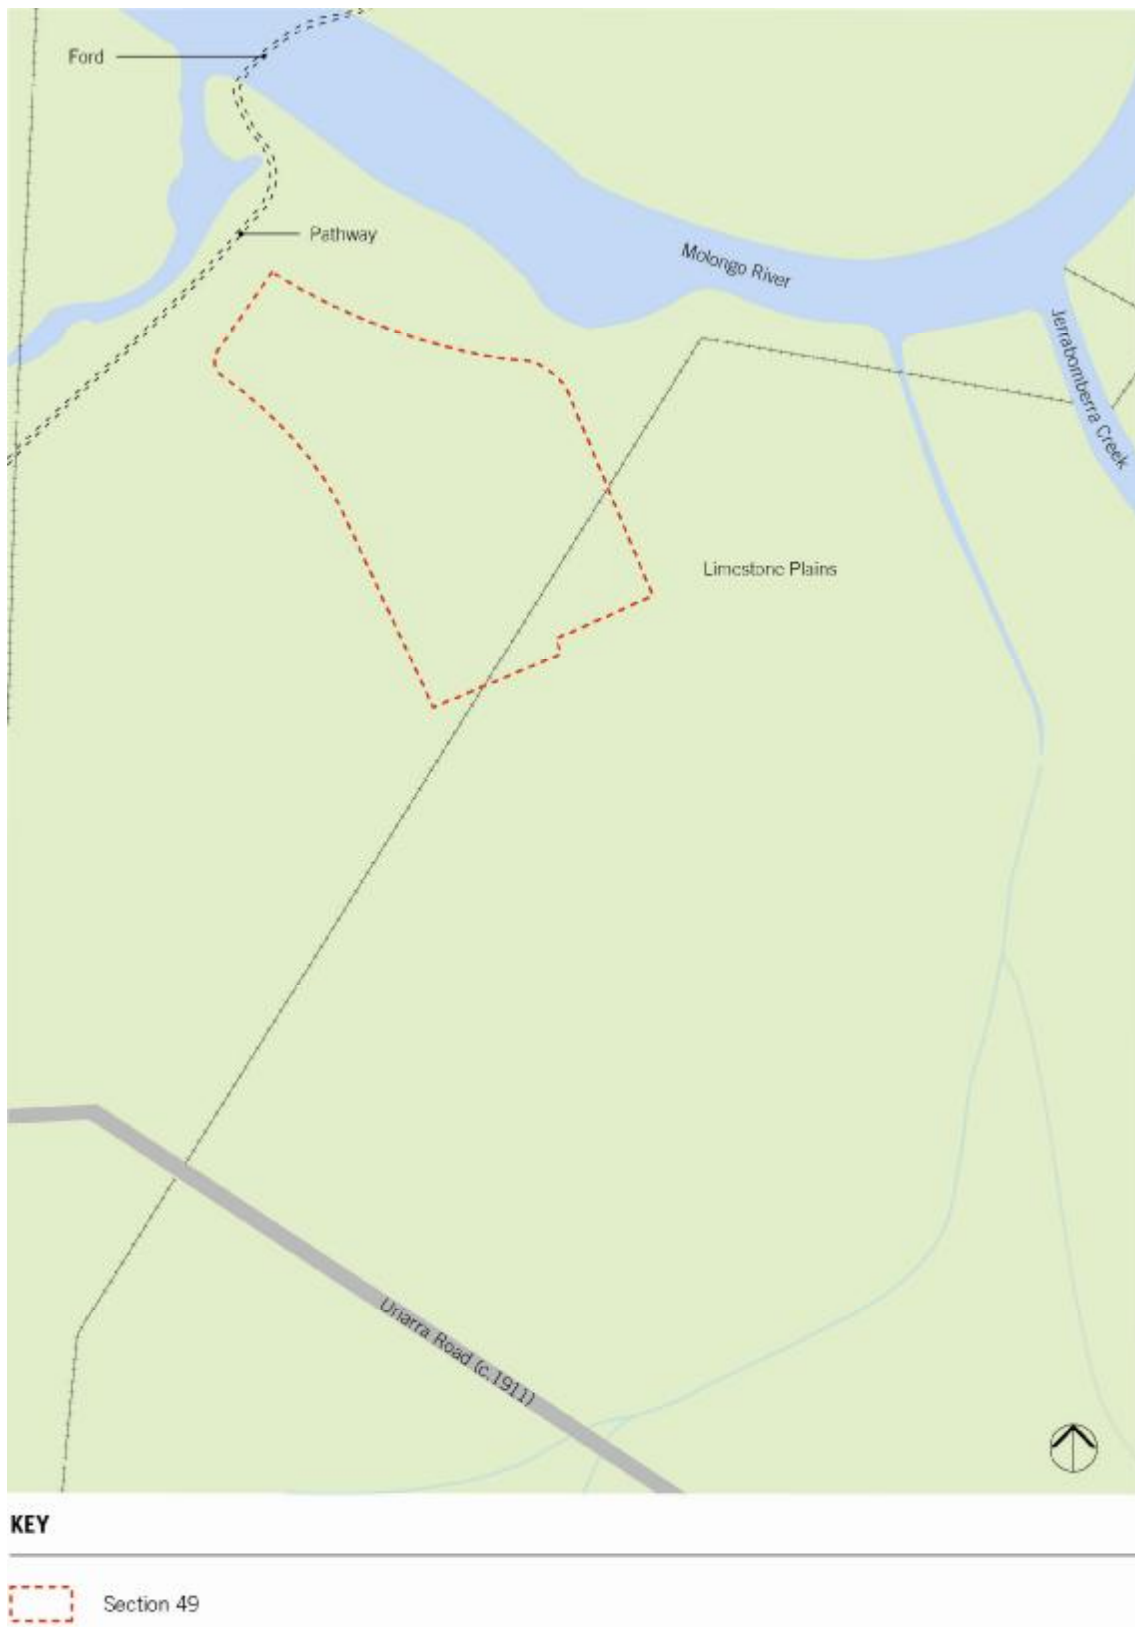 Ford
Pathway
Molongo River
Jerrabomberra Creek
Limestone Plains
Uriarra Road (c.1911)
KEY
Section 49